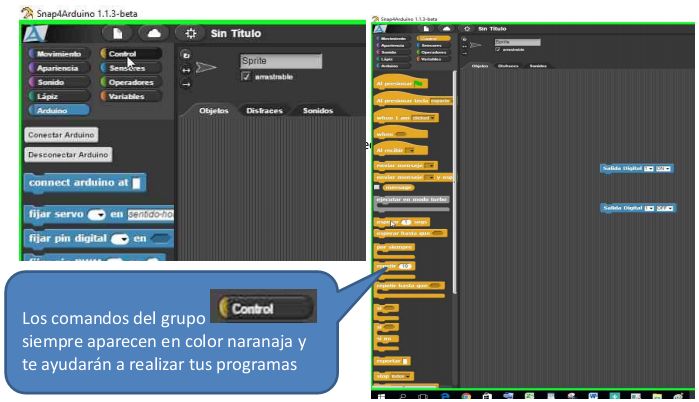 Snap4Arduino 1.1.3-beta
Sin Título
Movimiento
Control
Apariencia
Sensores
Sonido
Operadores
Lápiz
Variables
Arduino
Sprite
arrastrable
Objetos
Disfraces
Sonidos
Conectar Arduino
Desconectar Arduino
connect arduino at
fijar servo en sentido-ho
fijar pin digital en
Snap4Arduino 1.1.3-beta
Sin Título
Movimiento
Control
Apariencia
Sensores
Sonido
Operadores
Lápiz
Variables
Arduino
Sprite
arrastrable
Objetos
Disfraces
Sonidos
Al presionar
Al presionar tecla espacio
when I am clicked
when
Al recibir
enviar mensaje
enviar mensaje y esp
mensaje
ejecutar en modo turbo
esperar 1 segs
esperar hasta que
por siempre
repetir 10
repetir hasta que
si
si
si no
reportar
stop todos
Salida Digital 1 ON
Salida Digital 1 OFF
Los comandos del grupo Control
siempre aparecen en color naranaja y
te ayudarán a realizar tus programas